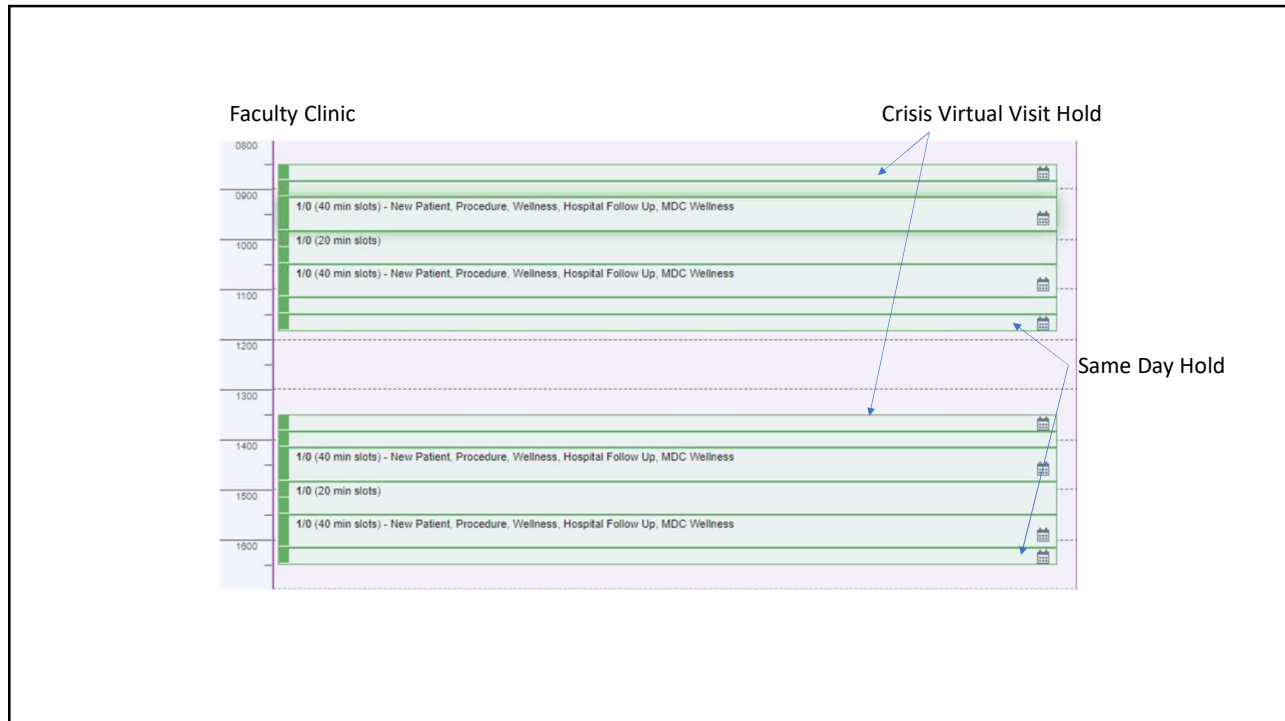 Faculty Clinic
Crisis Virtual Visit Hold
0800
0900
1/0 (40 min slots) - New Patient, Procedure, Wellness, Hospital Follow Up, MDC Wellness
1000
1/0 (20 min slots)
1/0 (40 min slots) - New Patient, Procedure, Wellness, Hospital Follow Up, MDC Wellness
1100
1200
Same Day Hold
1300
1400
1/0 (40 min slots) - New Patient, Procedure, Wellness, Hospital Follow Up, MDC Wellness
1500
1/0 (20 min slots)
1/0 (40 min slots) - New Patient, Procedure, Wellness, Hospital Follow Up, MDC Wellness
1600